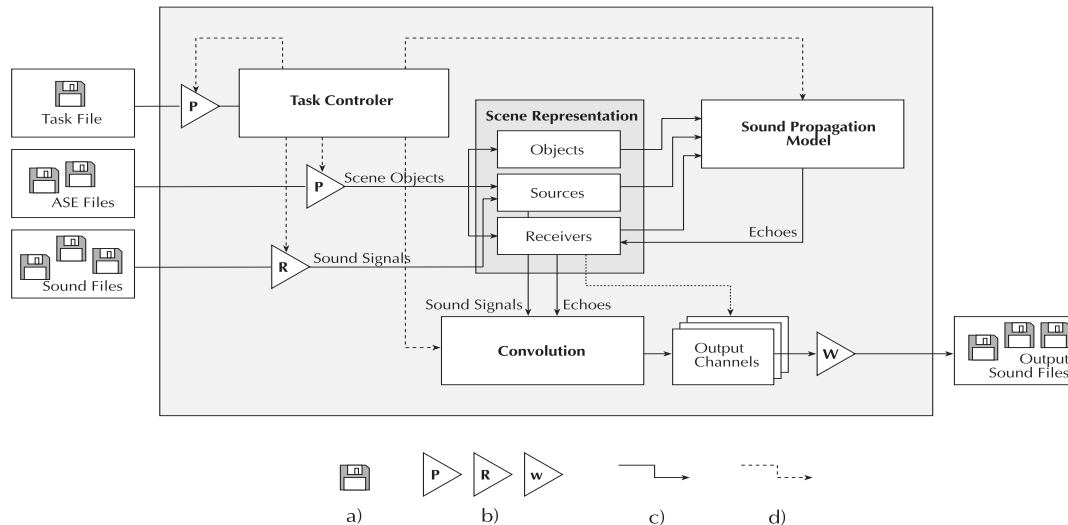 Task File
P
Task Controler
ASE Files
P
Scene Objects
Sound Files
R
Sound Signals
Scene Representation
Objects
Sources
Receivers
Sound Propagation
Model
Echoes
Sound Signals
Echoes
Convolution
Output
Channels
W
Output
Sound Files
P
R
w
a)
b)
c)
d)